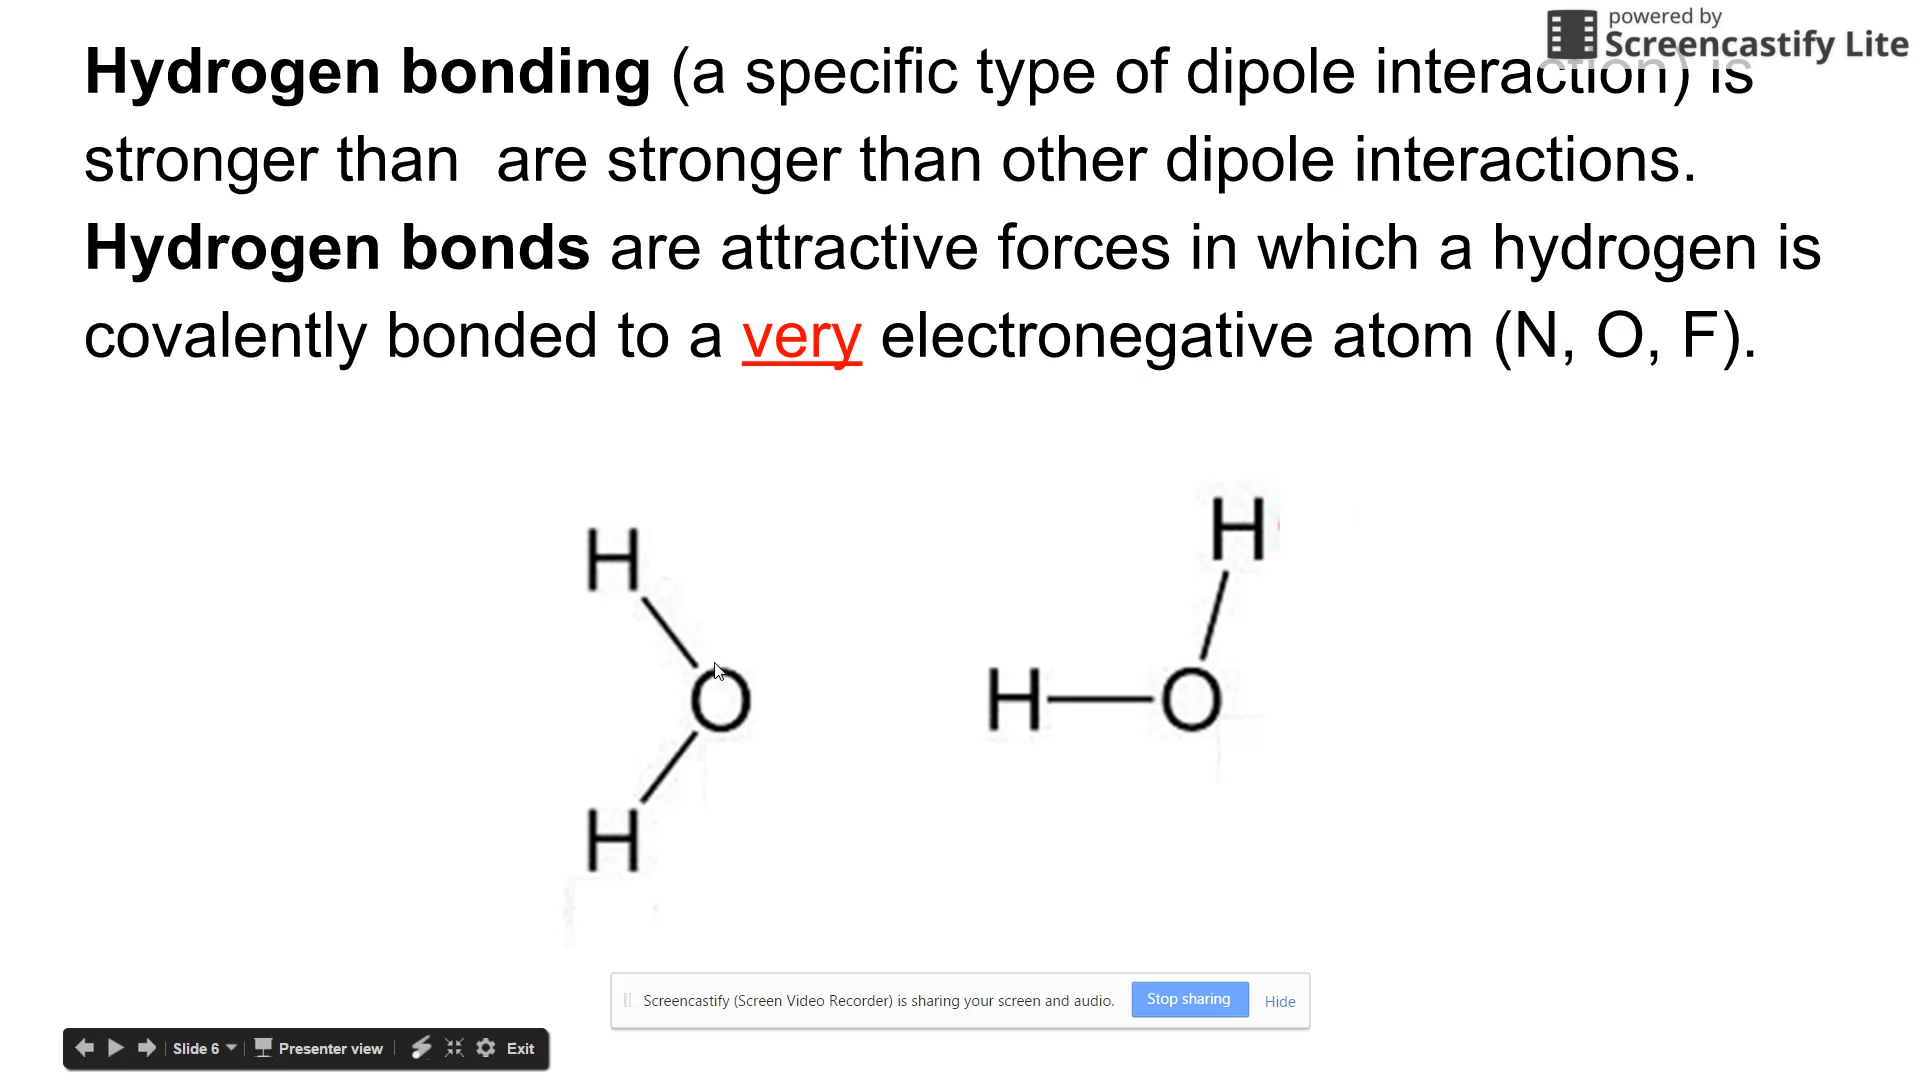 powered by
Screencastify Lite
Hydrogen bonding (a specific type of dipole interaction) is
stronger than  are stronger than other dipole interactions.
Hydrogen bonds are attractive forces in which a hydrogen is
covalently bonded to a very electronegative atom (N, O, F).
H
H
O
H
O
H
H
Screencastify (Screen Video Recorder) is sharing your screen and audio.
Stop sharing
Hide
Slide 6
Presenter view
Exit